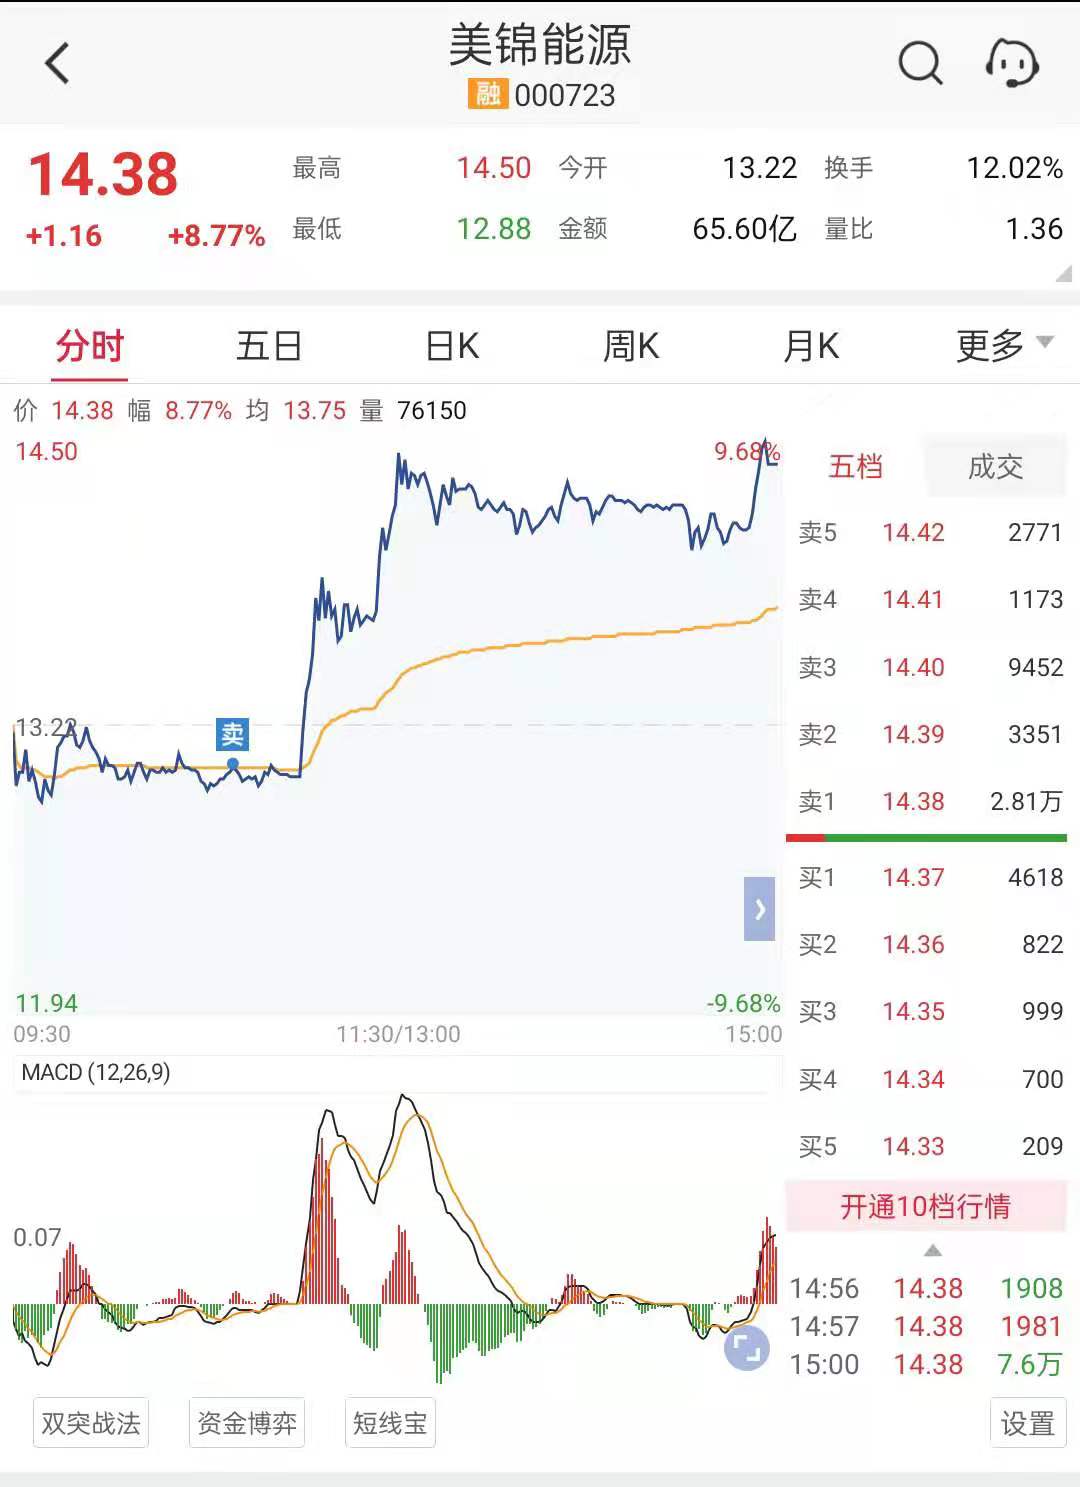 美锦能源
融 000723
14.38 最高 14.50 今开 13.22 换手 12.02%
+1.16 +8.77% 最低 12.88 金额 65.60亿 量比 1.36
分时 五日 日K 周K 月K 更多
价 14.38 幅 8.77% 均 13.75 量 76150
14.50 9.68%
13.22
卖
11.94 -9.68%
09:30 11:30/13:00 15:00
MACD (12,26,9)
0.07
五档 成交
卖5 14.42 2771
卖4 14.41 1173
卖3 14.40 9452
卖2 14.39 3351
卖1 14.38 2.81万
买1 14.37 4618
买2 14.36 822
买3 14.35 999
买4 14.34 700
买5 14.33 209
开通10档行情
14:56 14.38 1908
14:57 14.38 1981
15:00 14.38 7.6万
双突战法 资金博弈 短线宝 设置